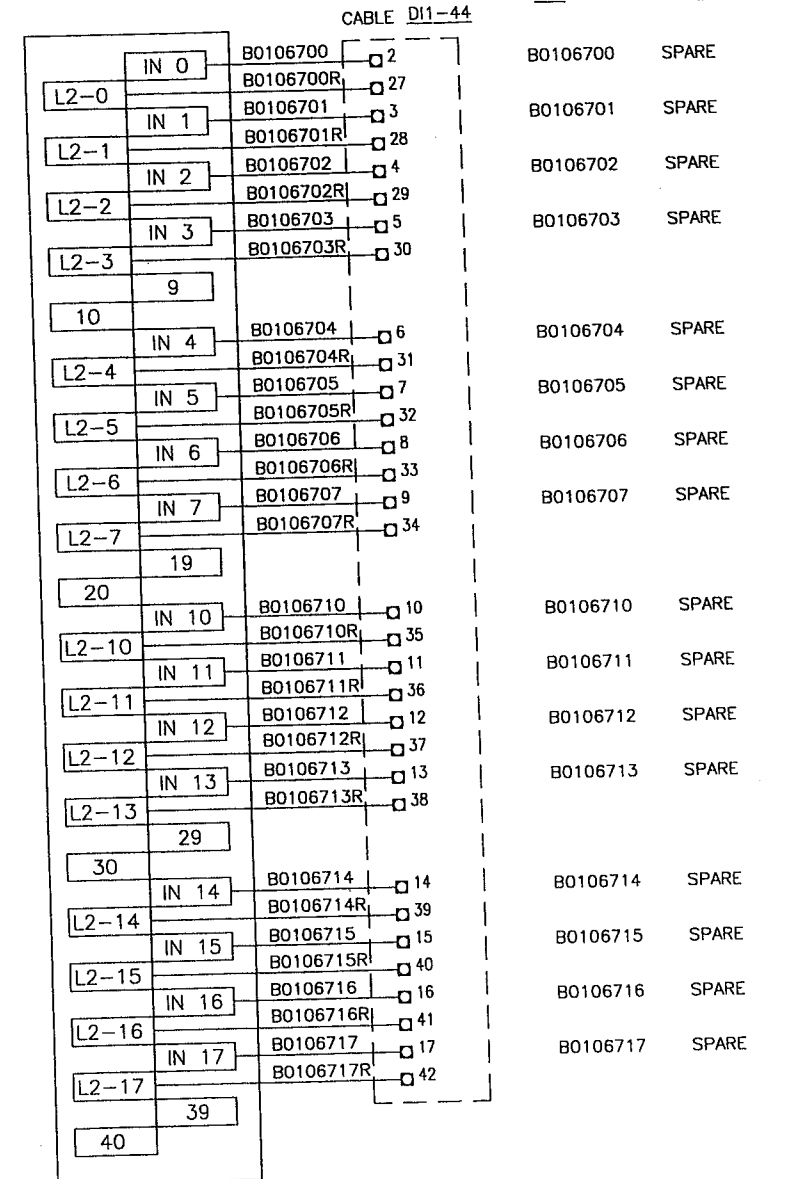 CABLE DI1-44
IN 0 B0106700 2 B0106700 SPARE
L2-0 B0106700R 27
IN 1 B0106701 3 B0106701 SPARE
L2-1 B0106701R 28
IN 2 B0106702 4 B0106702 SPARE
L2-2 B0106702R 29
IN 3 B0106703 5 B0106703 SPARE
L2-3 B0106703R 30
9
10
IN 4 B0106704 6 B0106704 SPARE
L2-4 B0106704R 31
IN 5 B0106705 7 B0106705 SPARE
L2-5 B0106705R 32
IN 6 B0106706 8 B0106706 SPARE
L2-6 B0106706R 33
IN 7 B0106707 9 B0106707 SPARE
L2-7 B0106707R 34
19
20
IN 10 B0106710 10 B0106710 SPARE
L2-10 B0106710R 35
IN 11 B0106711 11 B0106711 SPARE
L2-11 B0106711R 36
IN 12 B0106712 12 B0106712 SPARE
L2-12 B0106712R 37
IN 13 B0106713 13 B0106713 SPARE
L2-13 B0106713R 38
29
30
IN 14 B0106714 14 B0106714 SPARE
L2-14 B0106714R 39
IN 15 B0106715 15 B0106715 SPARE
L2-15 B0106715R 40
IN 16 B0106716 16 B0106716 SPARE
L2-16 B0106716R 41
IN 17 B0106717 17 B0106717 SPARE
L2-17 B0106717R 42
39
40